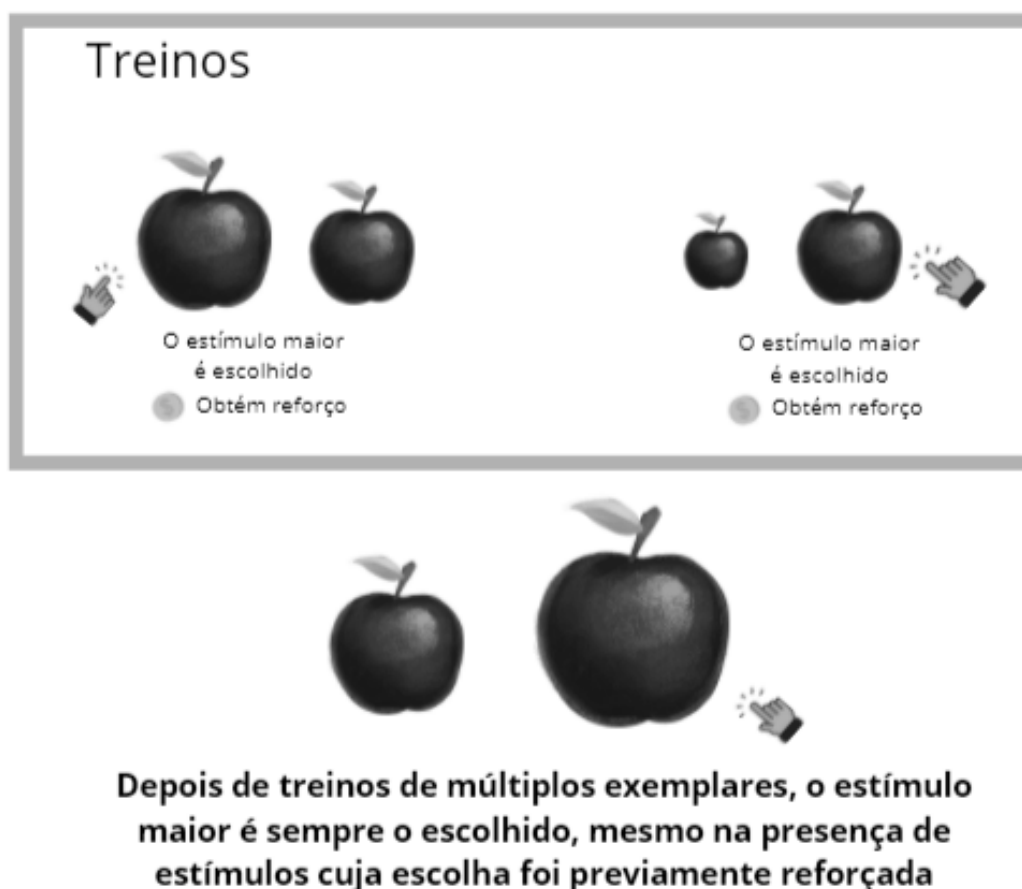 Treinos
O estímulo maior
é escolhido
Obtém reforço
O estímulo maior
é escolhido
Obtém reforço
Depois de treinos de múltiplos exemplares, o estímulo
maior é sempre o escolhido, mesmo na presença de
estímulos cuja escolha foi previamente reforçada